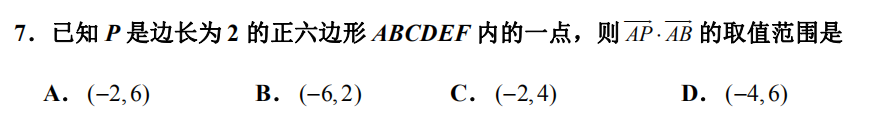 7．已知 P 是边长为 2 的正六边形 ABCDEF 内的一点，则 $\overrightarrow{AP} \cdot \overrightarrow{AB}$ 的取值范围是
A． (−2,6) B． (−6,2) C． (−2,4) D． (−4,6)